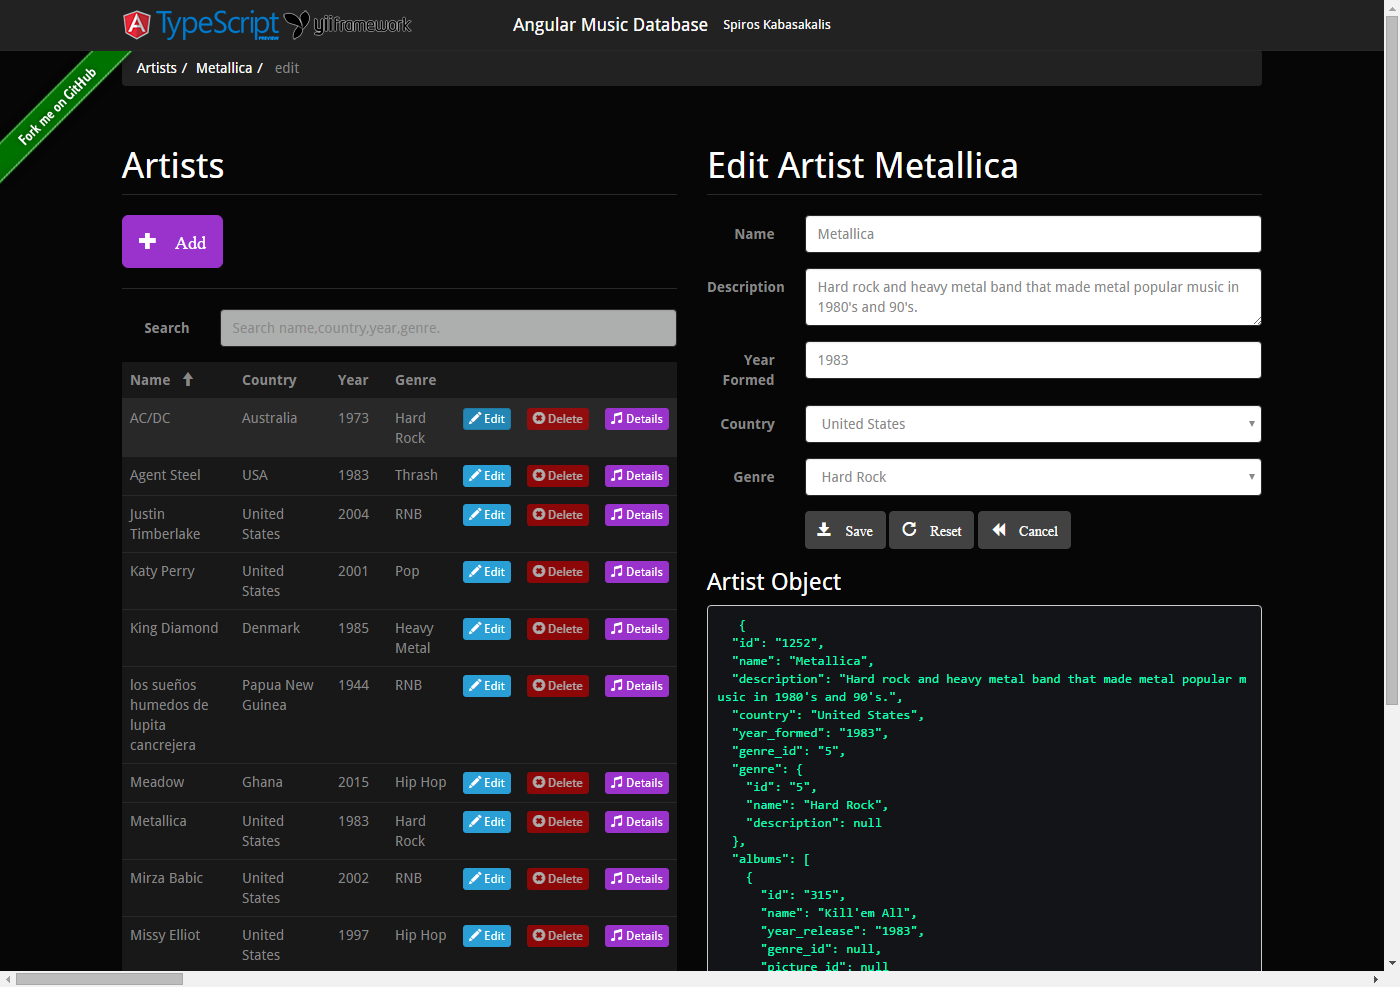 TypeScript PREVIEW yiiframework Angular Music Database Spiros Kabasakalis
Fork me on GitHub
Artists / Metallica / edit
Artists
Add
Search Search name,country,year,genre.
Name Country Year Genre
AC/DC Australia 1973 Hard Rock Edit Delete Details
Agent Steel USA 1983 Thrash Edit Delete Details
Justin Timberlake United States 2004 RNB Edit Delete Details
Katy Perry United States 2001 Pop Edit Delete Details
King Diamond Denmark 1985 Heavy Metal Edit Delete Details
los sueños humedos de lupita cancrejera Papua New Guinea 1944 RNB Edit Delete Details
Meadow Ghana 2015 Hip Hop Edit Delete Details
Metallica United States 1983 Hard Rock Edit Delete Details
Mirza Babic United States 2002 RNB Edit Delete Details
Missy Elliot United States 1997 Hip Hop Edit Delete Details
Edit Artist Metallica
Name Metallica
Description Hard rock and heavy metal band that made metal popular music in
1980's and 90's.
Year Formed 1983
Country United States
Genre Hard Rock
Save Reset Cancel
Artist Object
{
"id": "1252",
"name": "Metallica",
"description": "Hard rock and heavy metal band that made metal popular m
usic in 1980's and 90's.",
"country": "United States",
"year_formed": "1983",
"genre_id": "5",
"genre": {
"id": "5",
"name": "Hard Rock",
"description": null
},
"albums": [
{
"id": "315",
"name": "Kill'em All",
"year_release": "1983",
"genre_id": null,
"picture_id": null